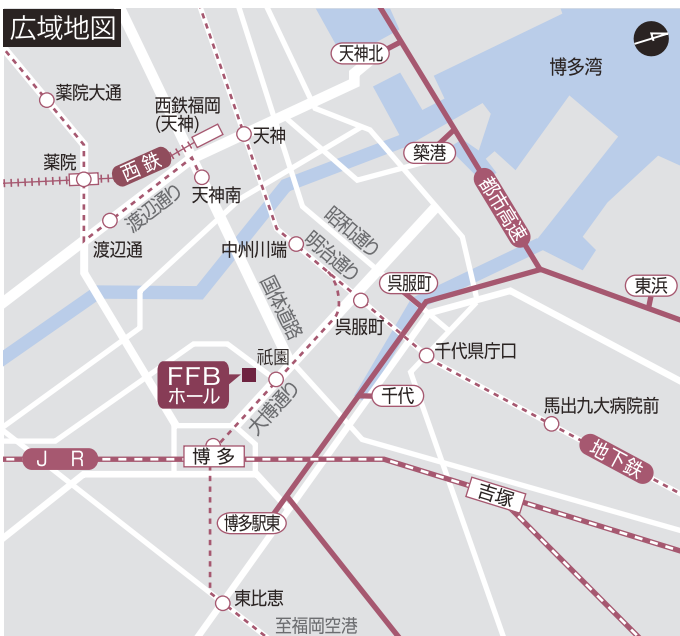 広域地図
天神北
博多湾
薬院大通
西鉄福岡
(天神)
天神
築港
薬院
西鉄
天神南
都市高速
渡辺通り
渡辺通
昭和通り
中州川端
明治通り
国体道路
呉服町
東浜
呉服町
祇園
千代県庁口
FFB
ホール
大博通り
千代
馬出九大病院前
JR
博多
地下鉄
吉塚
博多駅東
東比恵
至福岡空港